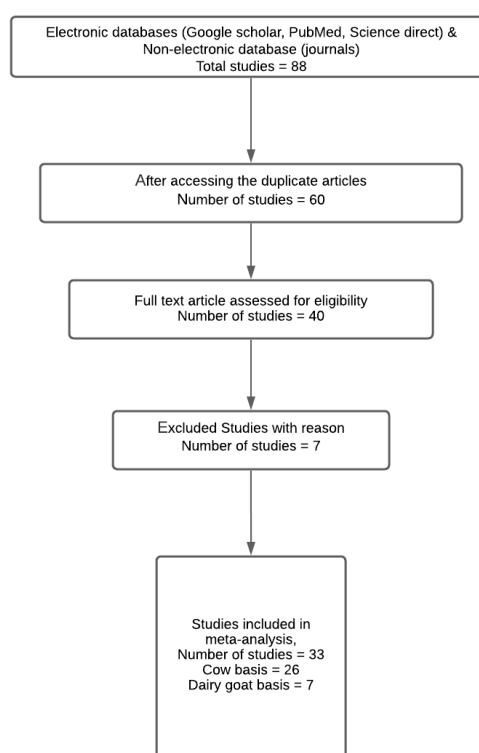 Electronic databases (Google scholar, PubMed, Science direct) &
Non-electronic database (journals)
Total studies = 88
After accessing the duplicate articles
Number of studies = 60
Full text article assessed for eligibility
Number of studies = 40
Excluded Studies with reason
Number of studies = 7
Studies included in
meta-analysis,
Number of studies = 33
Cow basis = 26
Dairy goat basis = 7